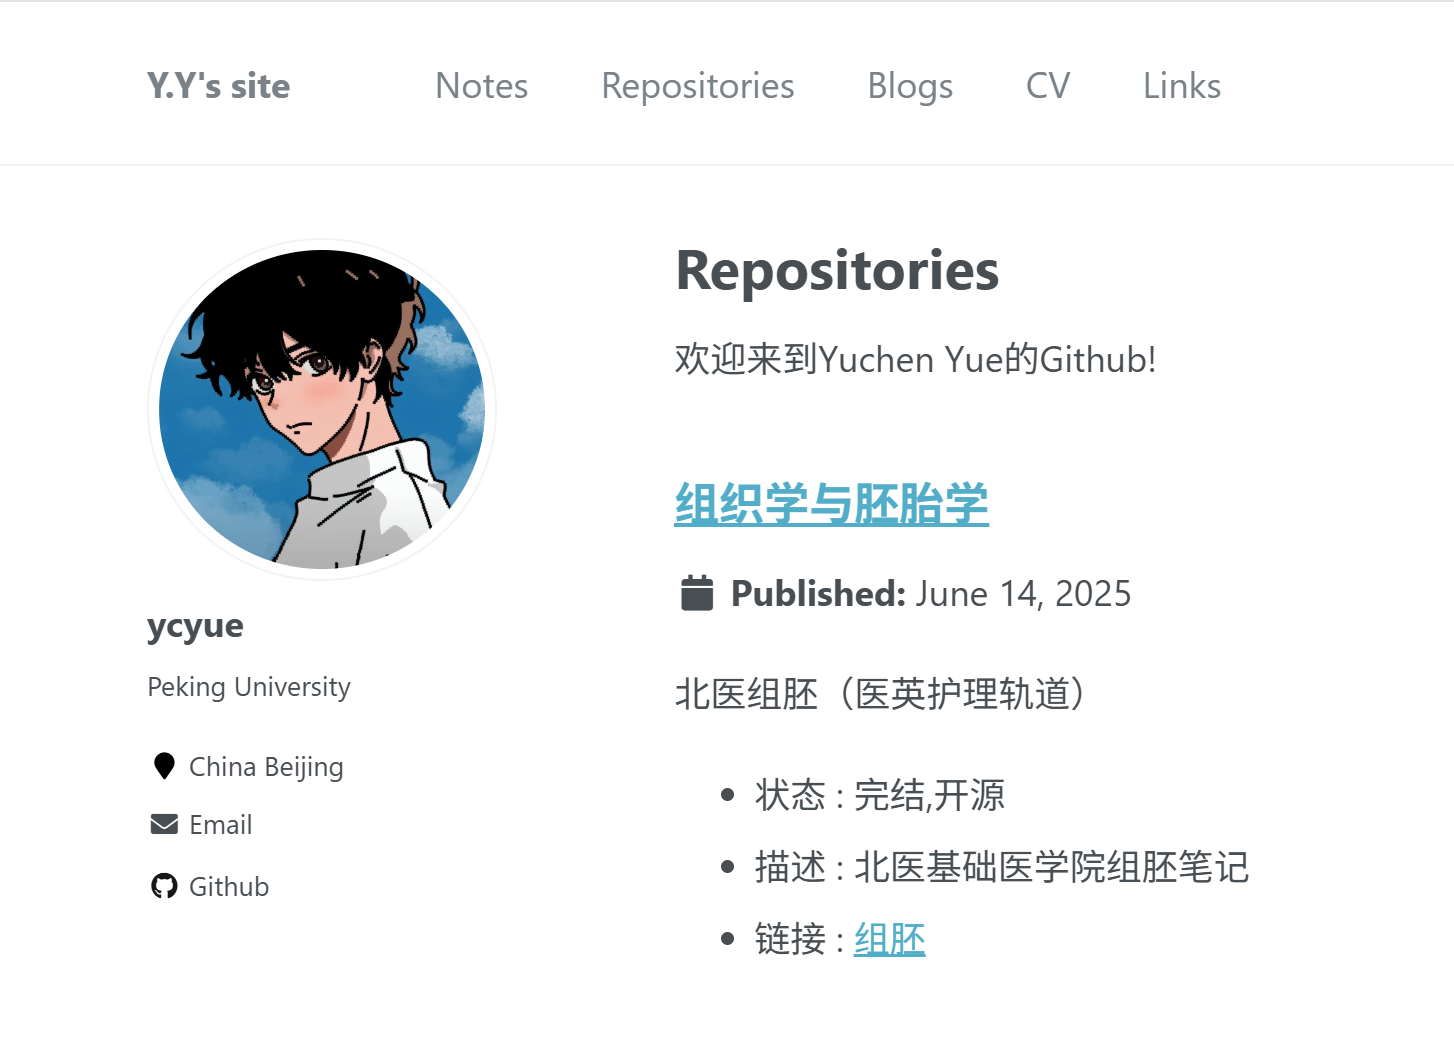 Y.Y's site Notes Repositories Blogs CV Links
ycyue
Peking University
China Beijing
Email
Github
Repositories
欢迎来到Yuchen Yue的Github!
组织学与胚胎学
Published: June 14, 2025
北医组胚（医英护理轨道）
状态 : 完结,开源
描述 : 北医基础医学院组胚笔记
链接 : 组胚